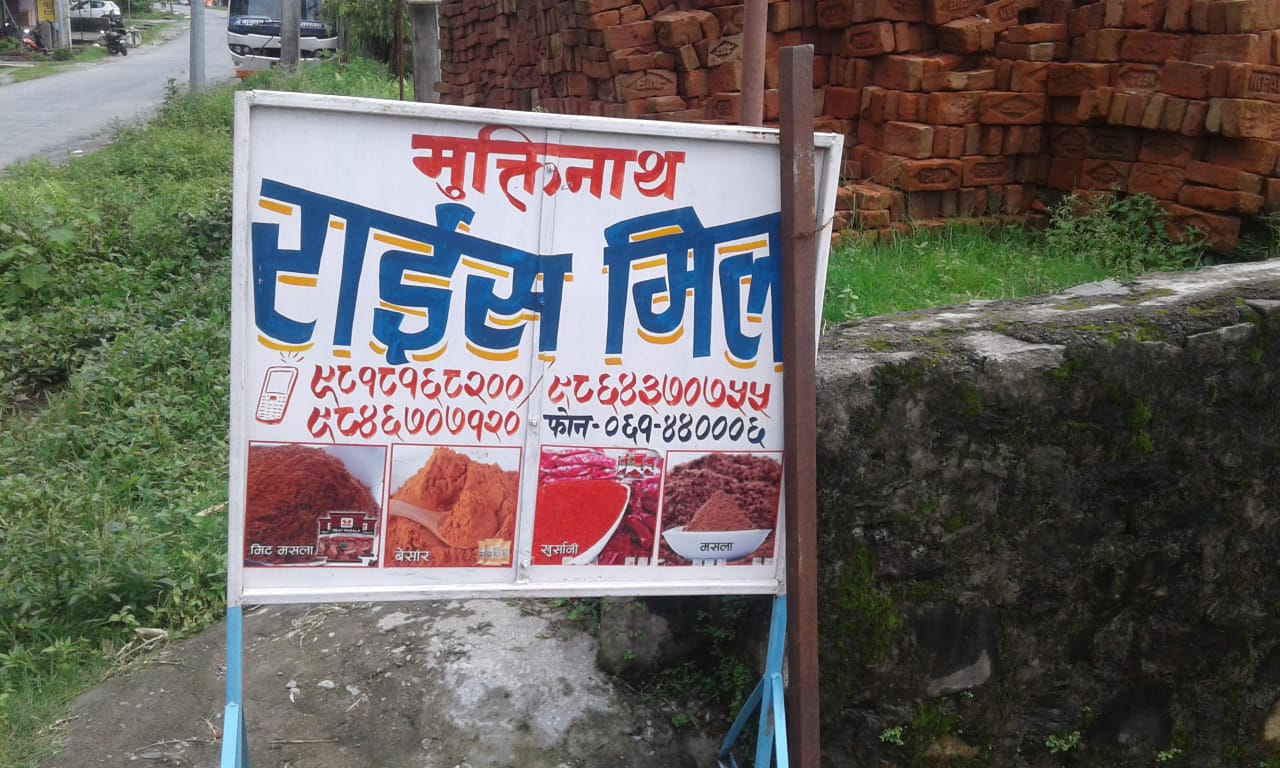 मुक्तिनाथ
राईस मिल
९८१८१६८२०० / ९८६४३७०७५५
९८४६७०७१२० फोन-०६१-४४०००६
मिट मसला बेसार खुर्सानी मसला